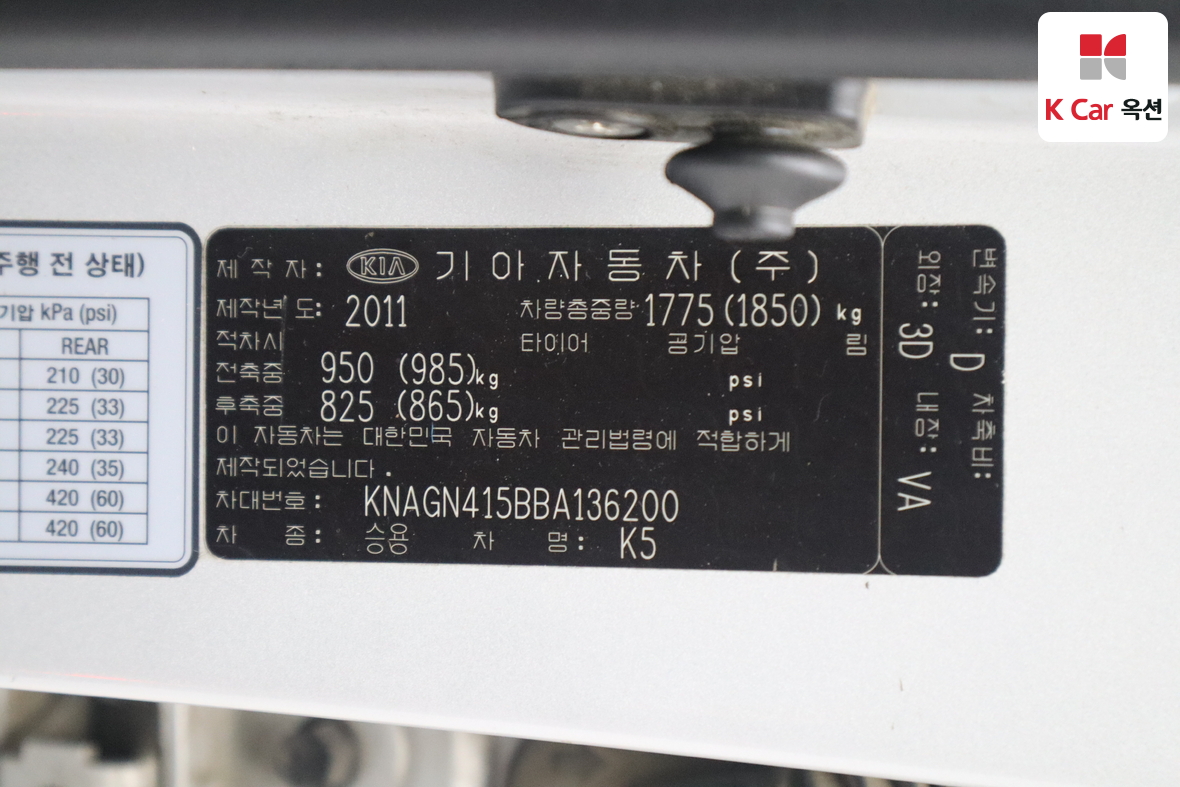 K Car 옥션
주행 전 상태)
기압 kPa (psi)
REAR
210 (30)
225 (33)
225 (33)
240 (35)
420 (60)
420 (60)
제 작 자 : KIA 기 아 자 동 차 ( 주 )
제작년 도: 2011 차량총중량 1775 (1850) kg
적차시 타이어 공기압 림
전축중 950 (985)kg psi
후축중 825 (865)kg psi
이 자동차는 대한민국 자동차 관리법령에 적합하게
제작되었습니다 .
차대번호 : KNAGN415BBA136200
차 종 : 승용 차 명 : K5
변속기: D 차축비:
외장: 3D 내장: VA